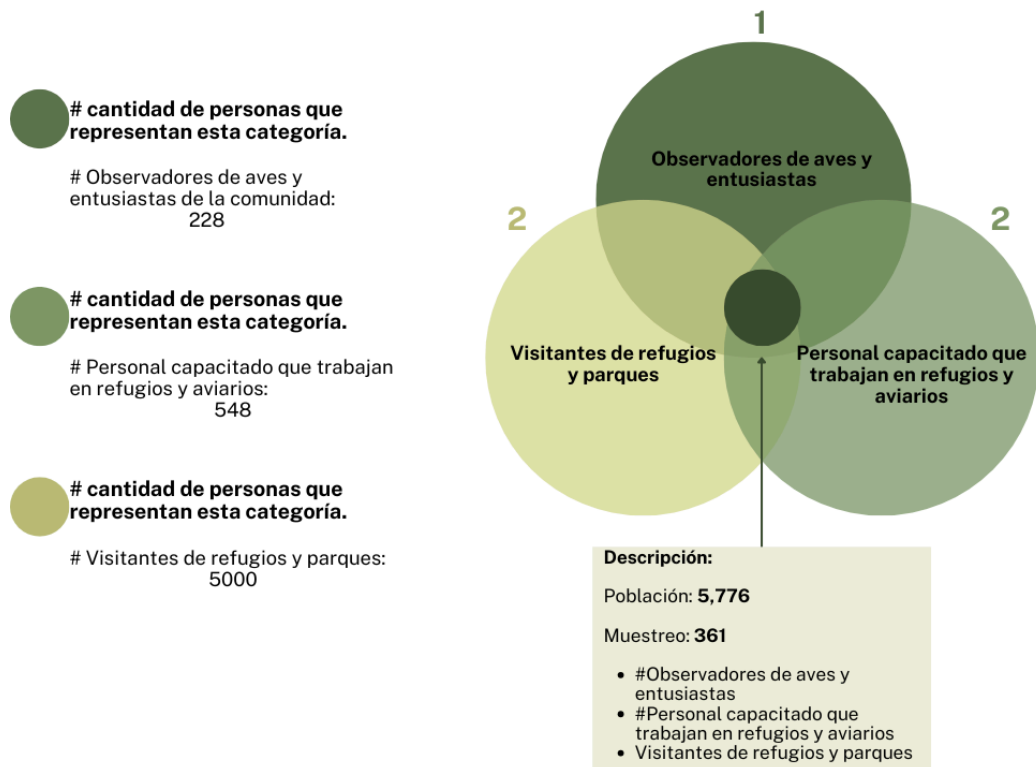 # cantidad de personas que
representan esta categoría.
# Observadores de aves y
entusiastas de la comunidad:
228
# cantidad de personas que
representan esta categoría.
# Personal capacitado que trabajan
en refugios y aviarios:
548
# cantidad de personas que
representan esta categoría.
# Visitantes de refugios y parques:
5000
1
Observadores de aves y
entusiastas
2
2
Visitantes de refugios
y parques
Personal capacitado que
trabajan en refugios y
aviarios
Descripción:
Población: 5,776
Muestreo: 361
• #Observadores de aves y
entusiastas
• #Personal capacitado que
trabajan en refugios y aviarios
• Visitantes de refugios y parques